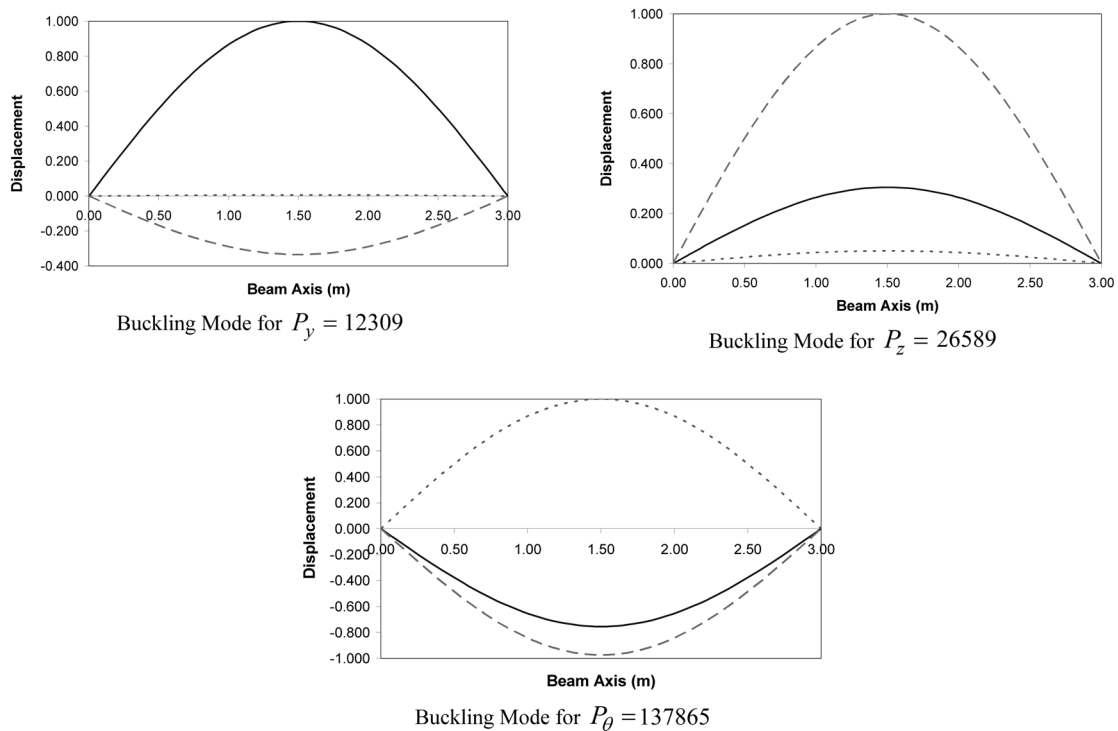 1.000
0.800
0.600
0.400
0.200
0.000
-0.200
-0.400
Displacement
0.00 0.50 1.00 1.50 2.00 2.50 3.00
Beam Axis (m)
Buckling Mode for P_y = 12309
1.000
0.800
0.600
0.400
0.200
0.000
Displacement
0.00 0.50 1.00 1.50 2.00 2.50 3.00
Beam Axis (m)
Buckling Mode for P_z = 26589
1.000
0.800
0.600
0.400
0.200
0.000
-0.200
-0.400
-0.600
-0.800
-1.000
Displacement
0.00 0.50 1.00 1.50 2.00 2.50 3.00
Beam Axis (m)
Buckling Mode for P_θ = 137865